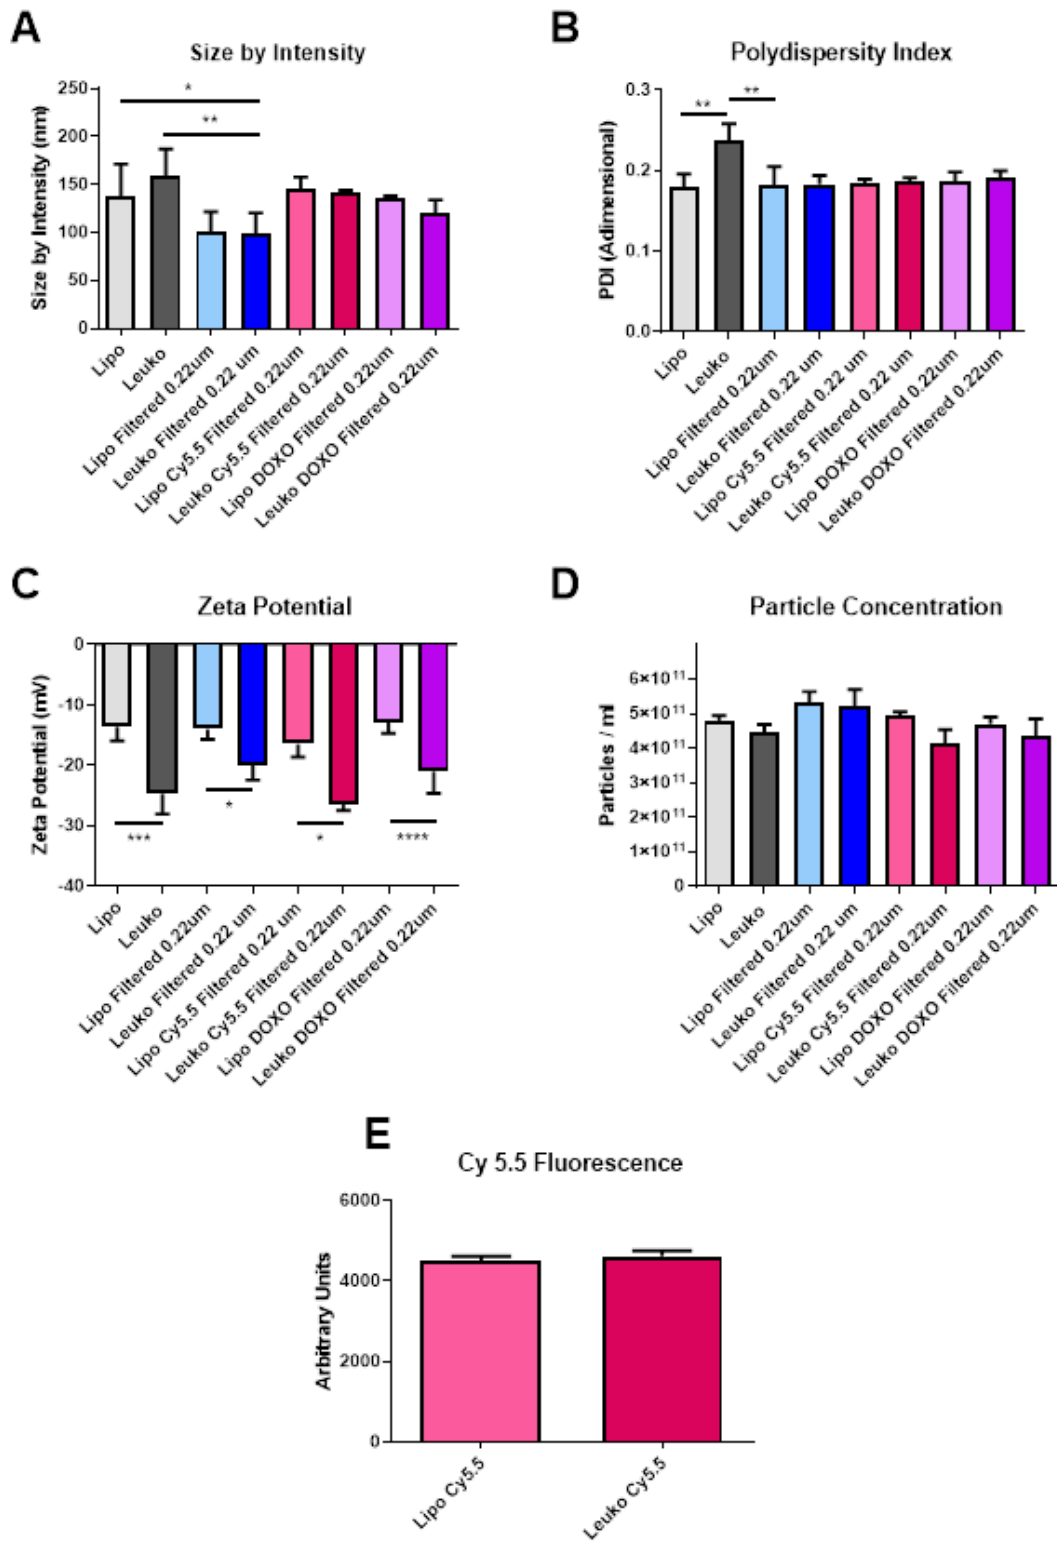 A
Size by Intensity
Size by Intensity (nm)
250
200
150
100
50
0
*
**
Lipo
Leuko
Lipo Filtered 0.22um
Leuko Filtered 0.22 um
Lipo Cy5.5 Filtered 0.22um
Leuko Cy5.5 Filtered 0.22um
Lipo DOXO Filtered 0.22um
Leuko DOXO Filtered 0.22um
B
Polydispersity Index
PDI (Adimensional)
0.3
0.2
0.1
0.0
**
**
Lipo
Leuko
Lipo Filtered 0.22um
Leuko Filtered 0.22 um
Lipo Cy5.5 Filtered 0.22 um
Leuko Cy5.5 Filtered 0.22 um
Lipo DOXO Filtered 0.22um
Leuko DOXO Filtered 0.22um
C
Zeta Potential
Zeta Potential (mV)
0
-10
-20
-30
-40
***
*
*
****
Lipo
Leuko
Lipo Filtered 0.22um
Leuko Filtered 0.22 um
Lipo Cy5.5 Filtered 0.22 um
Leuko Cy5.5 Filtered 0.22um
Lipo DOXO Filtered 0.22um
Leuko DOXO Filtered 0.22um
D
Particle Concentration
Particles / ml
6×10¹¹
5×10¹¹
4×10¹¹
3×10¹¹
2×10¹¹
1×10¹¹
0
Lipo
Leuko
Lipo Filtered 0.22um
Leuko Filtered 0.22 um
Lipo Cy5.5 Filtered 0.22um
Leuko Cy5.5 Filtered 0.22um
Lipo DOXO Filtered 0.22um
Leuko DOXO Filtered 0.22um
E
Cy 5.5 Fluorescence
Arbitrary Units
6000
4000
2000
0
Lipo Cy5.5
Leuko Cy5.5